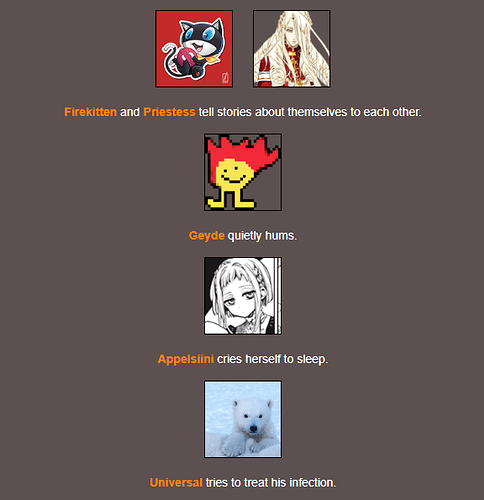 Firekitten and Priestess tell stories about themselves to each other.
Geyde quietly hums.
Appelsiini cries herself to sleep.
Universal tries to treat his infection.